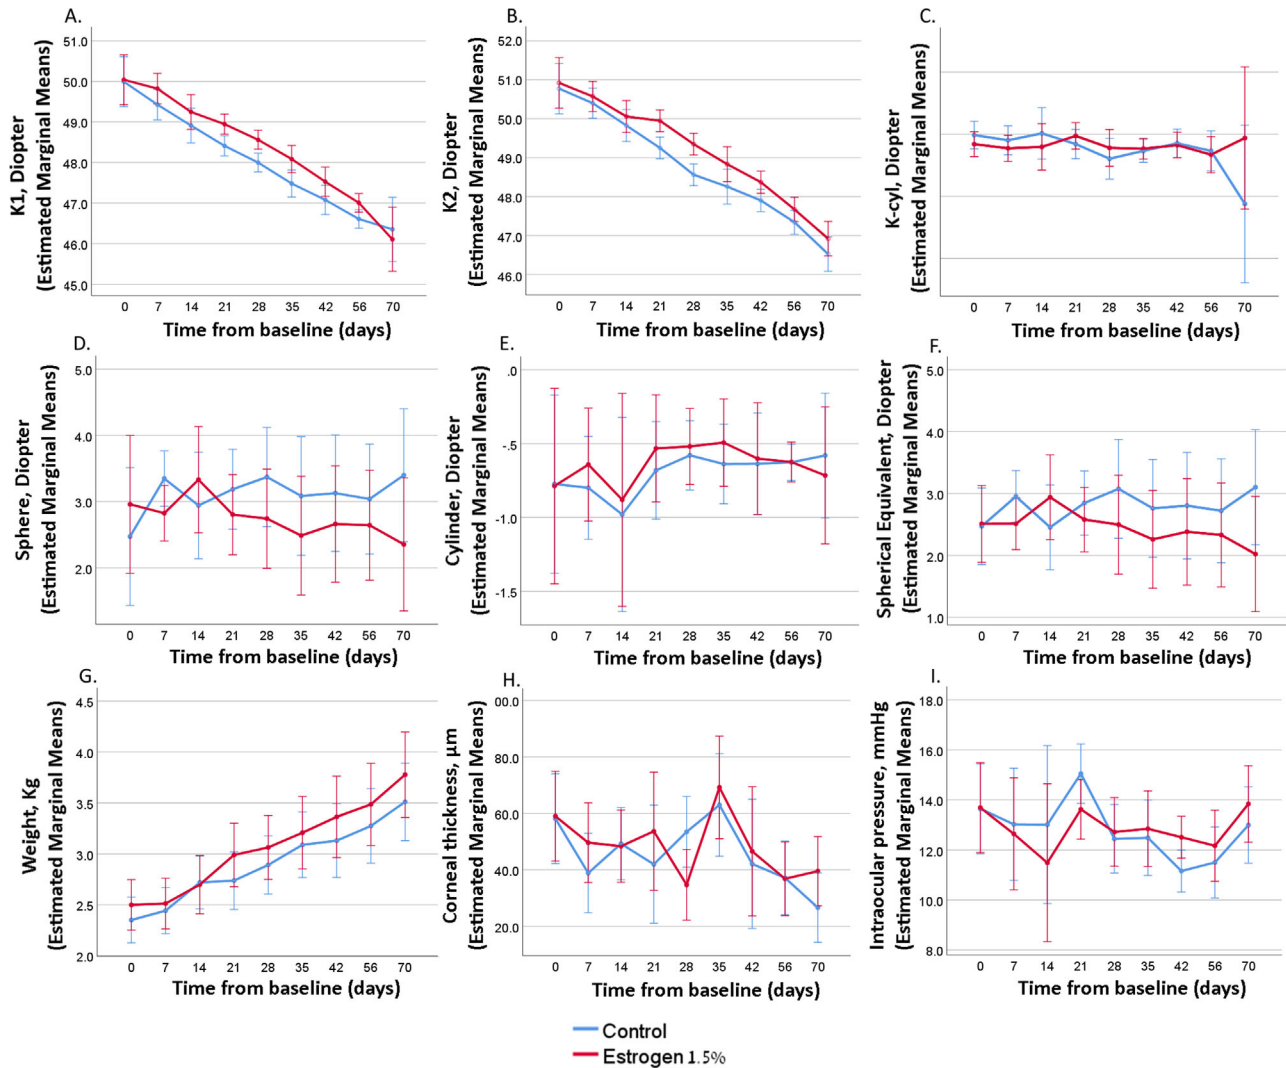 A.
B.
C.
K1, Diopter
(Estimated Marginal Means)
51.0
50.0
49.0
48.0
47.0
46.0
45.0
0 7 14 21 28 35 42 56 70
Time from baseline (days)
K2, Diopter
(Estimated Marginal Means)
52.0
51.0
50.0
49.0
48.0
47.0
46.0
0 7 14 21 28 35 42 56 70
Time from baseline (days)
K-cyl, Diopter
(Estimated Marginal Means)
0 7 14 21 28 35 42 56 70
Time from baseline (days)
D.
E.
F.
Sphere, Diopter
(Estimated Marginal Means)
5.0
4.0
3.0
2.0
0 7 14 21 28 35 42 56 70
Time from baseline (days)
Cylinder, Diopter
(Estimated Marginal Means)
.0
-.5
-1.0
-1.5
0 7 14 21 28 35 42 56 70
Time from baseline (days)
Spherical Equivalent, Diopter
(Estimated Marginal Means)
5.0
4.0
3.0
2.0
1.0
0 7 14 21 28 35 42 56 70
Time from baseline (days)
G.
H.
I.
Weight, Kg
(Estimated Marginal Means)
4.5
4.0
3.5
3.0
2.5
2.0
0 7 14 21 28 35 42 56 70
Time from baseline (days)
Corneal thickness, µm
(Estimated Marginal Means)
00.0
80.0
60.0
40.0
20.0
0 7 14 21 28 35 42 56 70
Time from baseline (days)
Intraocular pressure, mmHg
(Estimated Marginal Means)
18.0
16.0
14.0
12.0
10.0
8.0
0 7 14 21 28 35 42 56 70
Time from baseline (days)
Control
Estrogen 1.5%